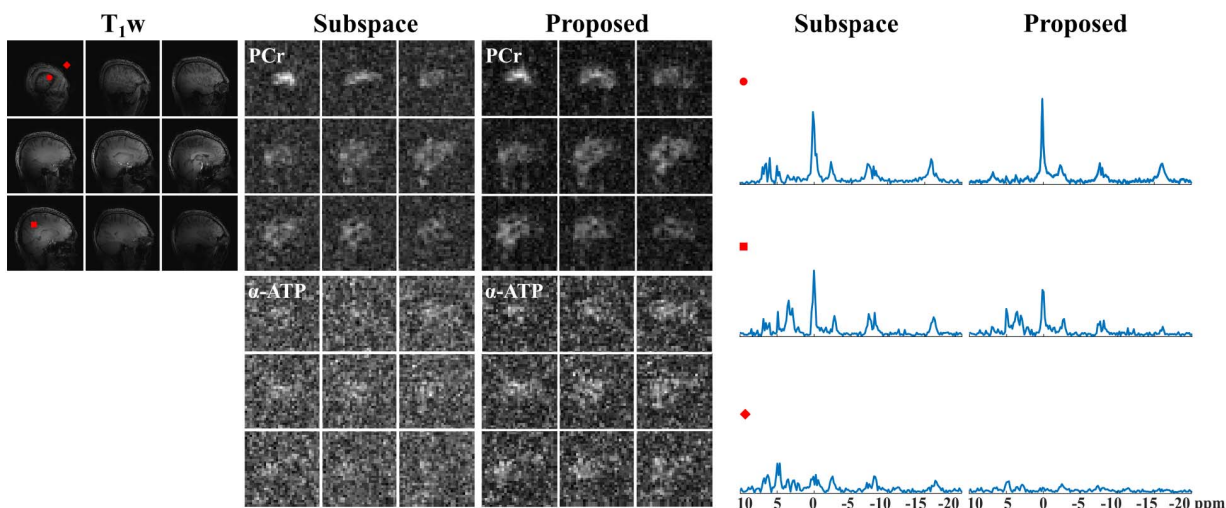 T₁w Subspace Proposed Subspace Proposed
PCr PCr
α-ATP α-ATP
10 5 0 -5 -10 -15 -20 10 5 0 -5 -10 -15 -20 ppm